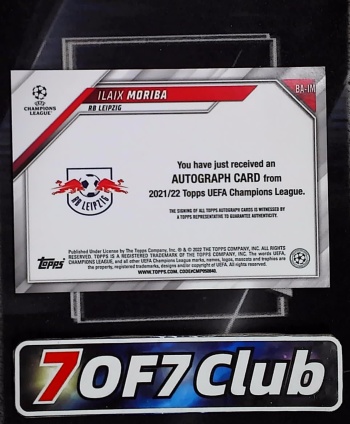 ILAIX MORIBA
BA-IM
RB LEIPZIG
CHAMPIONS
LEAGUE
You have just received an
AUTOGRAPH CARD from
2021/22 Topps UEFA Champions League.
THE SIGNING OF ALL TOPPS AUTOGRAPH CARDS IS WITNESSED BY
A TOPPS REPRESENTATIVE TO GUARANTEE AUTHENTICITY.
RB LEIPZIG
Topps
Published Under License by The Topps Company, Inc. ® & © 2022 THE TOPPS COMPANY, INC. ALL RIGHTS
RESERVED. TOPPS IS A REGISTERED TRADEMARK OF THE TOPPS COMPANY, INC. The words UEFA,
CHAMPIONS LEAGUE, and all other UEFA Champions League marks, names, logos, mascots and trophies are
the property, registered trademarks, designs and/or copyright of UEFA. All rights reserved.
WWW.TOPPS.COM. CODE#CMP050840.
7OF7Club